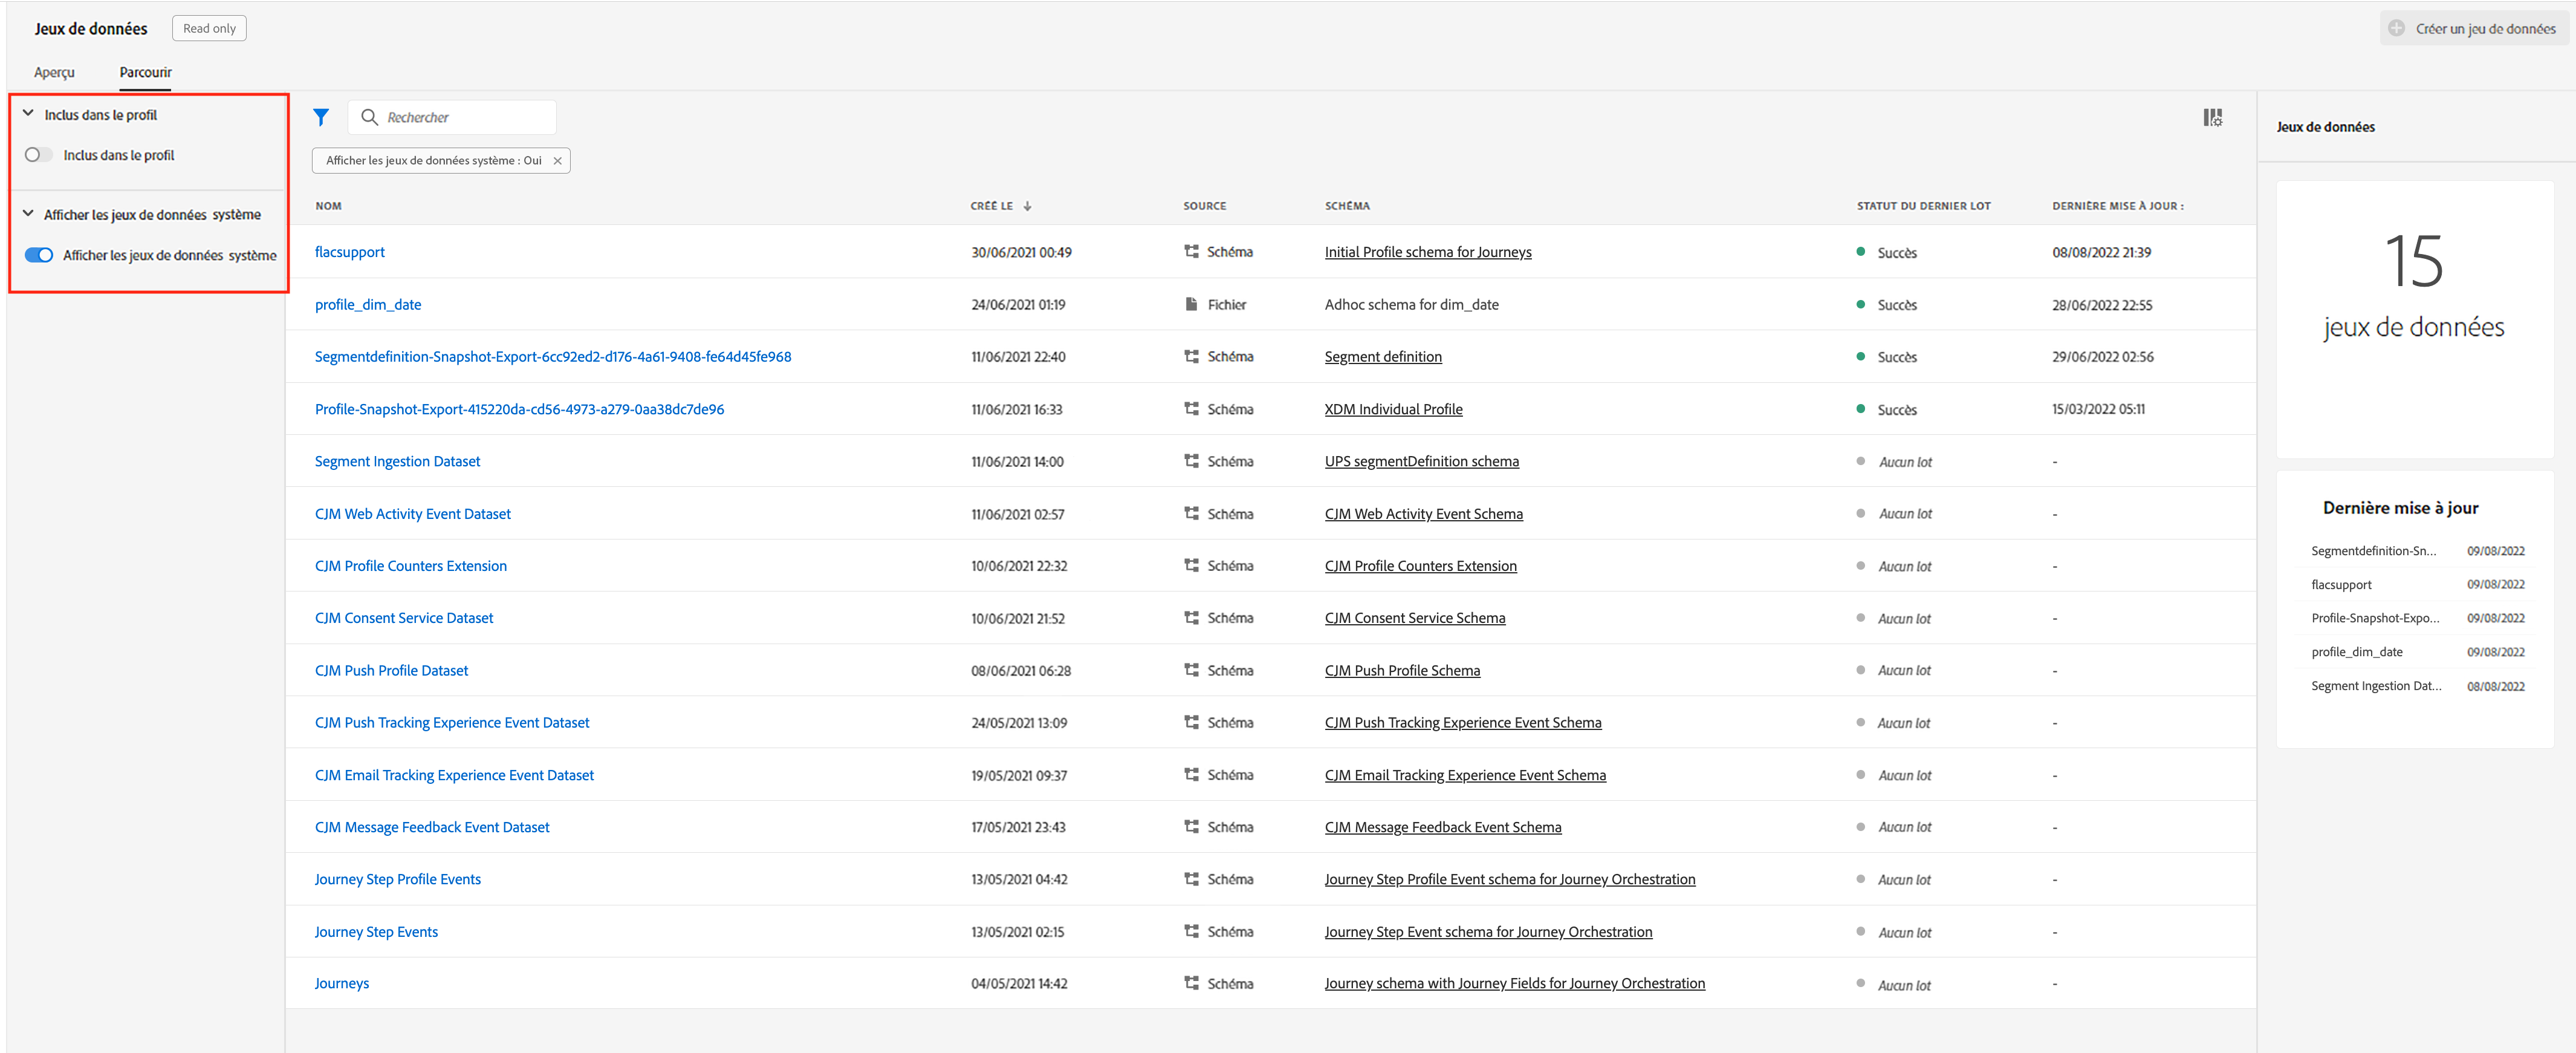 Jeux de données Read only
Créer un jeu de données
Aperçu Parcourir
Inclus dans le profil
Inclus dans le profil
Afficher les jeux de données système
Afficher les jeux de données système
Rechercher
Afficher les jeux de données système : Oui
NOM CRÉÉ LE SOURCE SCHÉMA STATUT DU DERNIER LOT DERNIÈRE MISE À JOUR :
flacsupport 30/06/2021 00:49 Schéma Initial Profile schema for Journeys Succès 08/08/2022 21:39
profile_dim_date 24/06/2021 01:19 Fichier Adhoc schema for dim_date Succès 28/06/2022 22:55
Segmentdefinition-Snapshot-Export-6cc92ed2-d176-4a61-9408-fe64d45fe968 11/06/2021 22:40 Schéma Segment definition Succès 29/06/2022 02:56
Profile-Snapshot-Export-415220da-cd56-4973-a279-0aa38dc7de96 11/06/2021 16:33 Schéma XDM Individual Profile Succès 15/03/2022 05:11
Segment Ingestion Dataset 11/06/2021 14:00 Schéma UPS segmentDefinition schema Aucun lot -
CJM Web Activity Event Dataset 11/06/2021 02:57 Schéma CJM Web Activity Event Schema Aucun lot -
CJM Profile Counters Extension 10/06/2021 22:32 Schéma CJM Profile Counters Extension Aucun lot -
CJM Consent Service Dataset 10/06/2021 21:52 Schéma CJM Consent Service Schema Aucun lot -
CJM Push Profile Dataset 08/06/2021 06:28 Schéma CJM Push Profile Schema Aucun lot -
CJM Push Tracking Experience Event Dataset 24/05/2021 13:09 Schéma CJM Push Tracking Experience Event Schema Aucun lot -
CJM Email Tracking Experience Event Dataset 19/05/2021 09:37 Schéma CJM Email Tracking Experience Event Schema Aucun lot -
CJM Message Feedback Event Dataset 17/05/2021 23:43 Schéma CJM Message Feedback Event Schema Aucun lot -
Journey Step Profile Events 13/05/2021 04:42 Schéma Journey Step Profile Event schema for Journey Orchestration Aucun lot -
Journey Step Events 13/05/2021 02:15 Schéma Journey Step Event schema for Journey Orchestration Aucun lot -
Journeys 04/05/2021 14:42 Schéma Journey schema with Journey Fields for Journey Orchestration Aucun lot -
Jeux de données
15
jeux de données
Dernière mise à jour
Segmentdefinition-Sn... 09/08/2022
flacsupport 09/08/2022
Profile-Snapshot-Expo... 09/08/2022
profile_dim_date 09/08/2022
Segment Ingestion Dat... 08/08/2022